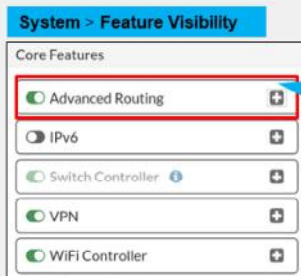 System > Feature Visibility
Core Features
Advanced Routing
IPv6
Switch Controller
VPN
WiFi Controller